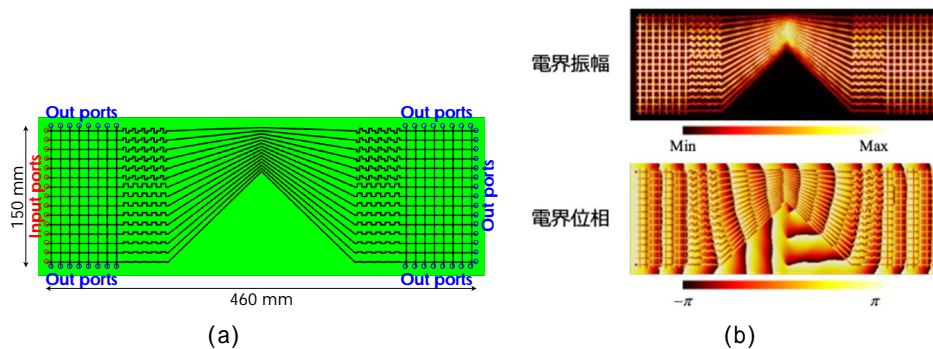 Out ports
Out ports
150 mm
Input ports
Out ports
Out ports
Out ports
460 mm
(a)
電界振幅
Min
Max
電界位相
−π
π
(b)